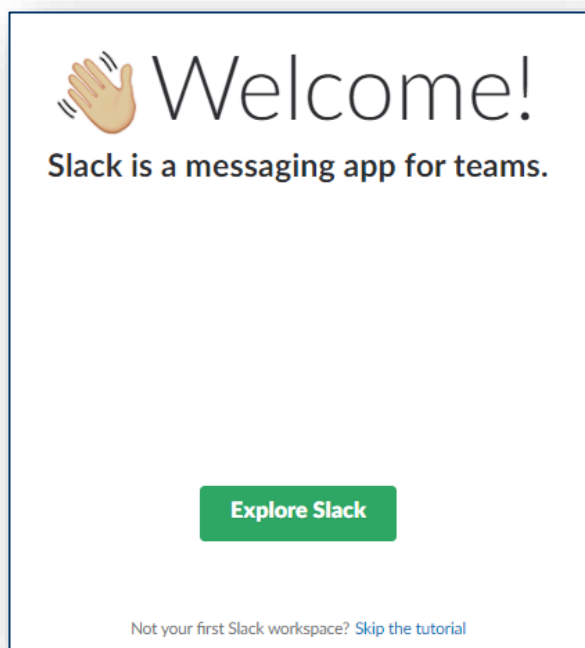 Welcome!
Slack is a messaging app for teams.
Explore Slack
Not your first Slack workspace? Skip the tutorial